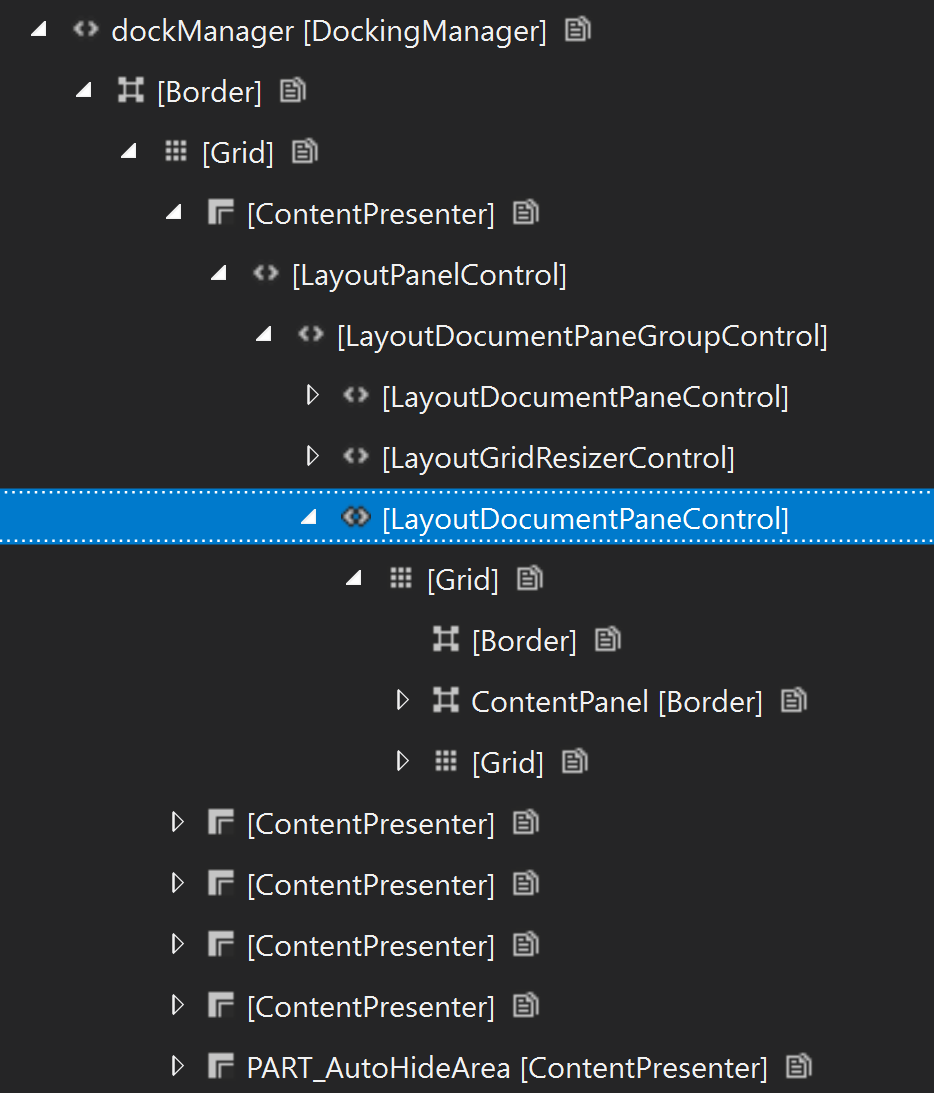 dockManager [DockingManager]
[Border]
[Grid]
[ContentPresenter]
[LayoutPanelControl]
[LayoutDocumentPaneGroupControl]
[LayoutDocumentPaneControl]
[LayoutGridResizerControl]
[LayoutDocumentPaneControl]
[Grid]
[Border]
ContentPanel [Border]
[Grid]
[ContentPresenter]
[ContentPresenter]
[ContentPresenter]
[ContentPresenter]
PART_AutoHideArea [ContentPresenter]